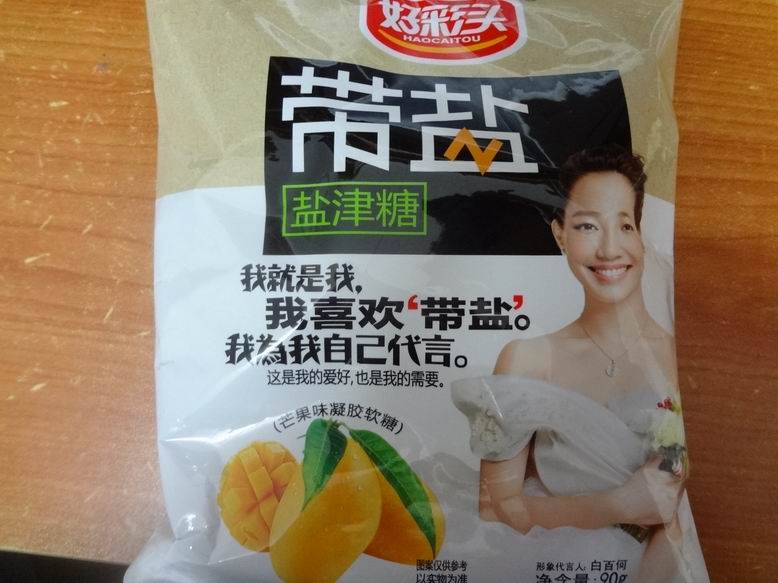 好彩头
HAOCAITOU
带盐
盐津糖
我就是我，
我喜欢‘带盐’。
我為我自己代言。
这是我的爱好，也是我的需要。
（芒果味凝胶软糖）
图案仅供参考
以实物为准
形象代言人：白百何
净含量：90g